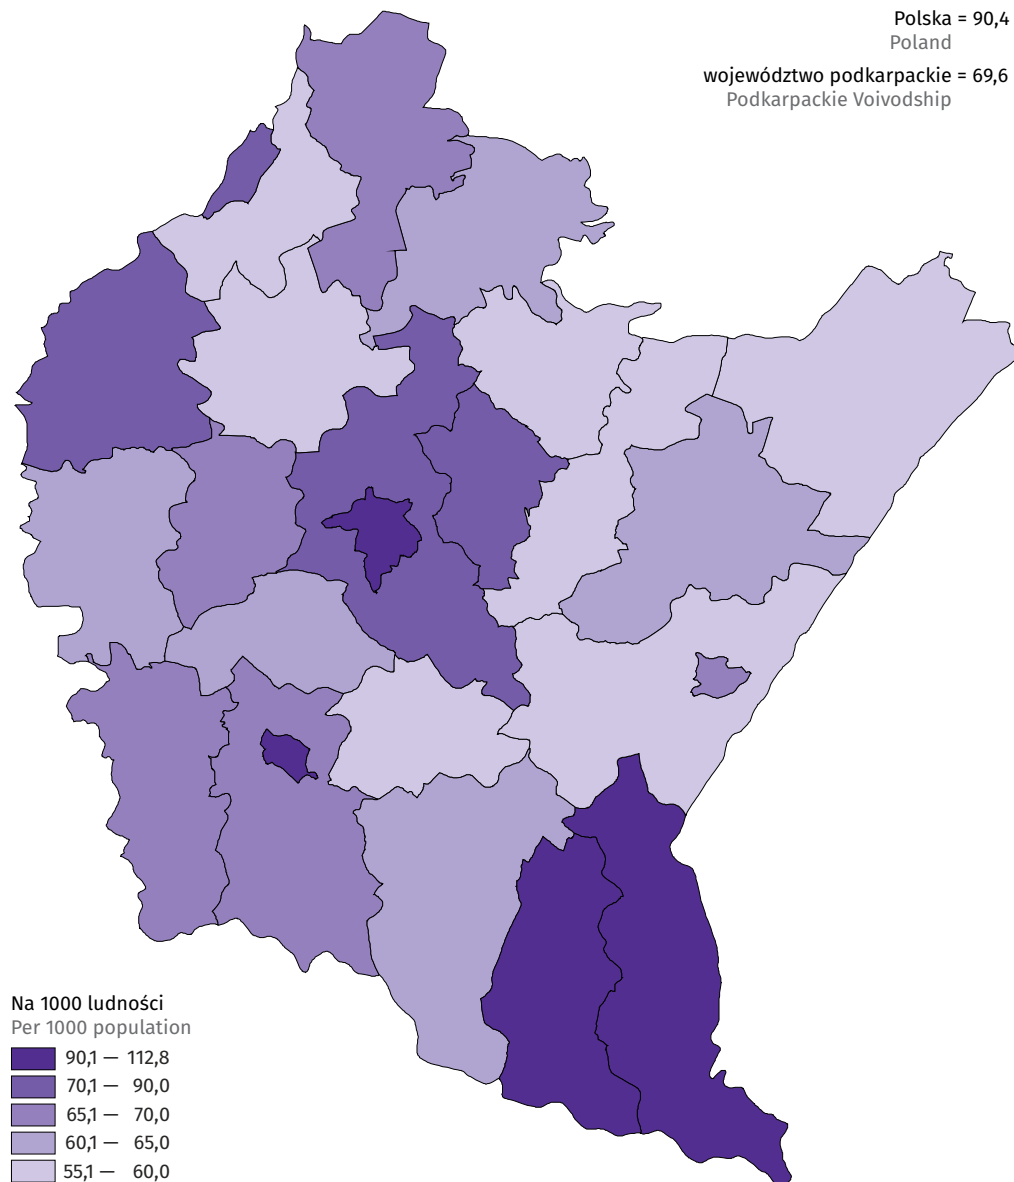 Polska = 90,4
Poland
województwo podkarpackie = 69,6
Podkarpackie Voivodship
Na 1000 ludności
Per 1000 population
90,1 — 112,8
70,1 — 90,0
65,1 — 70,0
60,1 — 65,0
55,1 — 60,0